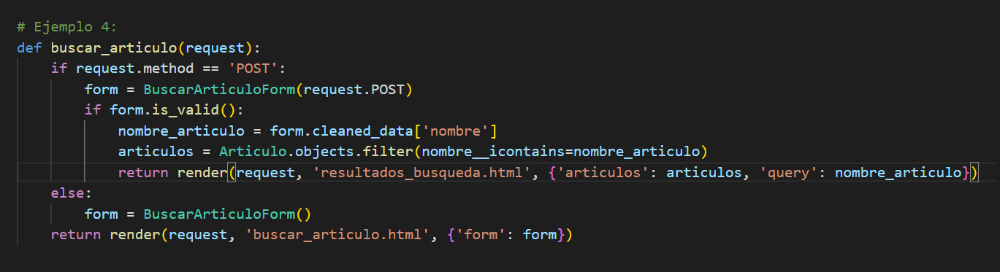 # Ejemplo 4:
def buscar_articulo(request):
    if request.method == 'POST':
        form = BuscarArticuloForm(request.POST)
        if form.is_valid():
            nombre_articulo = form.cleaned_data['nombre']
            articulos = Articulo.objects.filter(nombre__icontains=nombre_articulo)
            return render(request, 'resultados_busqueda.html', {'articulos': articulos, 'query': nombre_articulo})
    else:
        form = BuscarArticuloForm()
    return render(request, 'buscar_articulo.html', {'form': form})